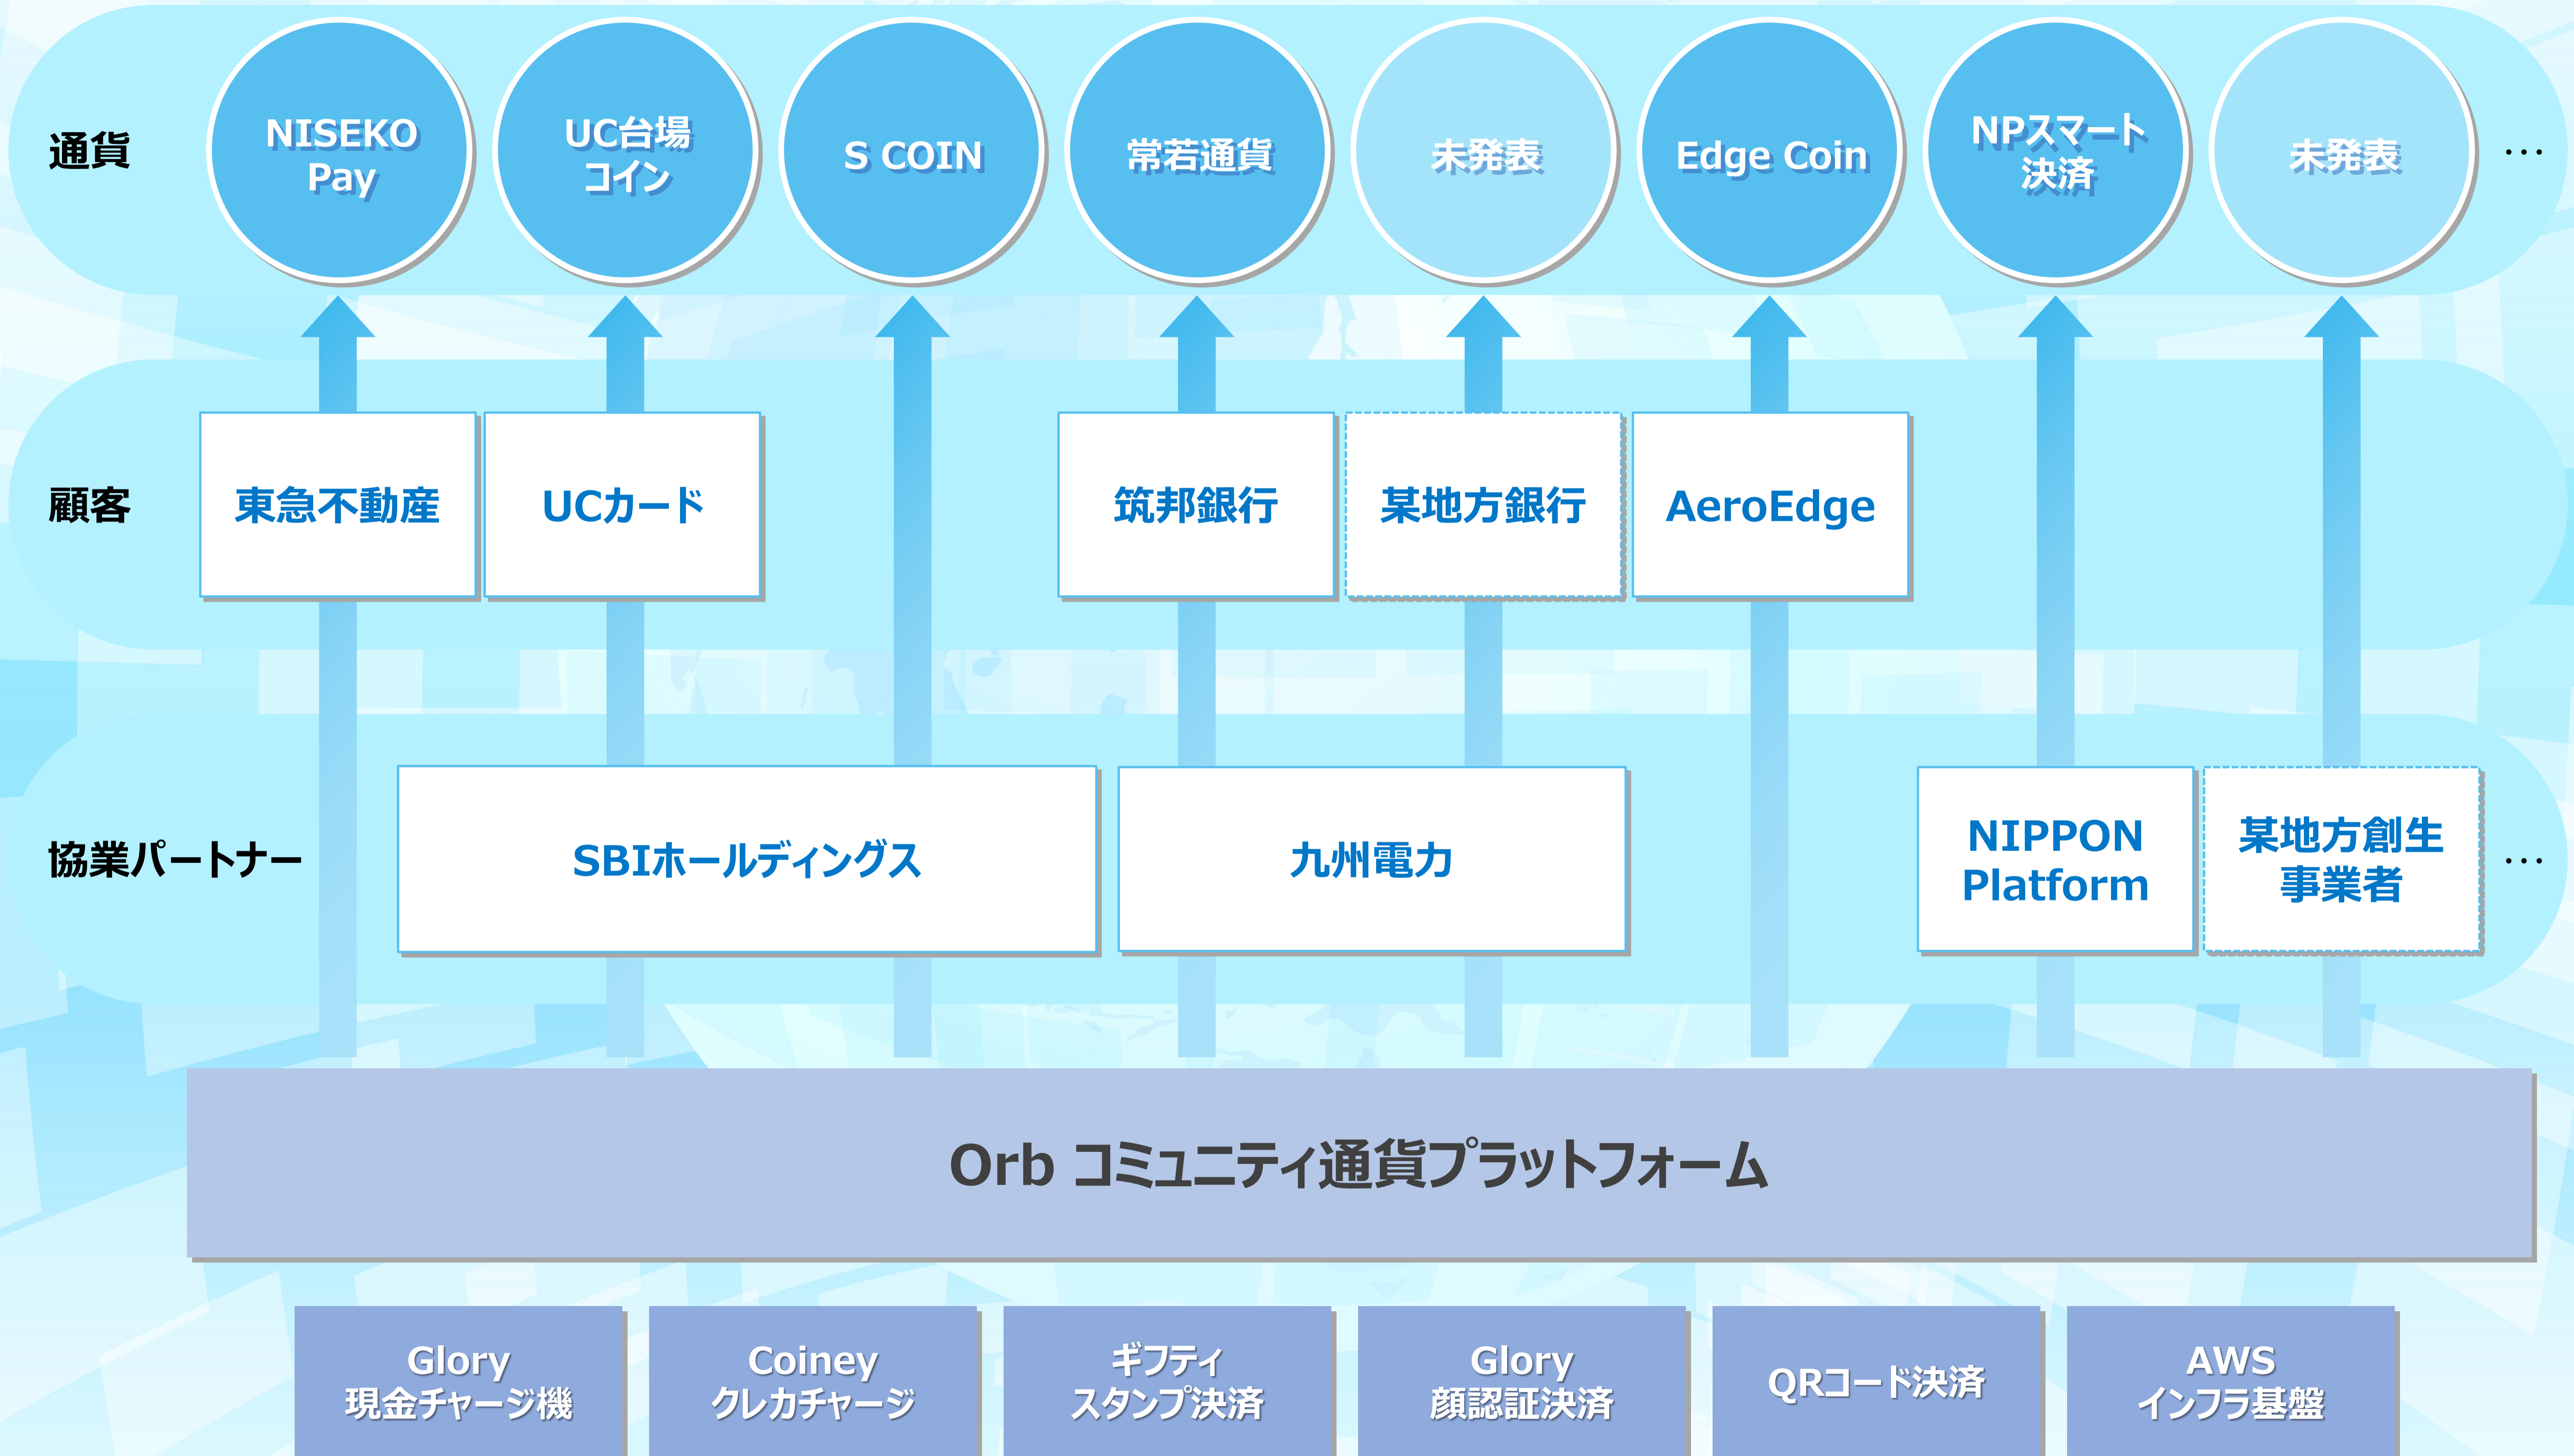 通貨
NISEKO
Pay
UC台場
コイン
S COIN
常若通貨
未発表
Edge Coin
NPスマート
決済
未発表
…
顧客
東急不動産
UCカード
筑邦銀行
某地方銀行
AeroEdge
協業パートナー
SBIホールディングス
九州電力
NIPPON
Platform
某地方創生
事業者
…
Orb コミュニティ通貨プラットフォーム
Glory
現金チャージ機
Coiney
クレカチャージ
ギフティ
スタンプ決済
Glory
顔認証決済
QRコード決済
AWS
インフラ基盤